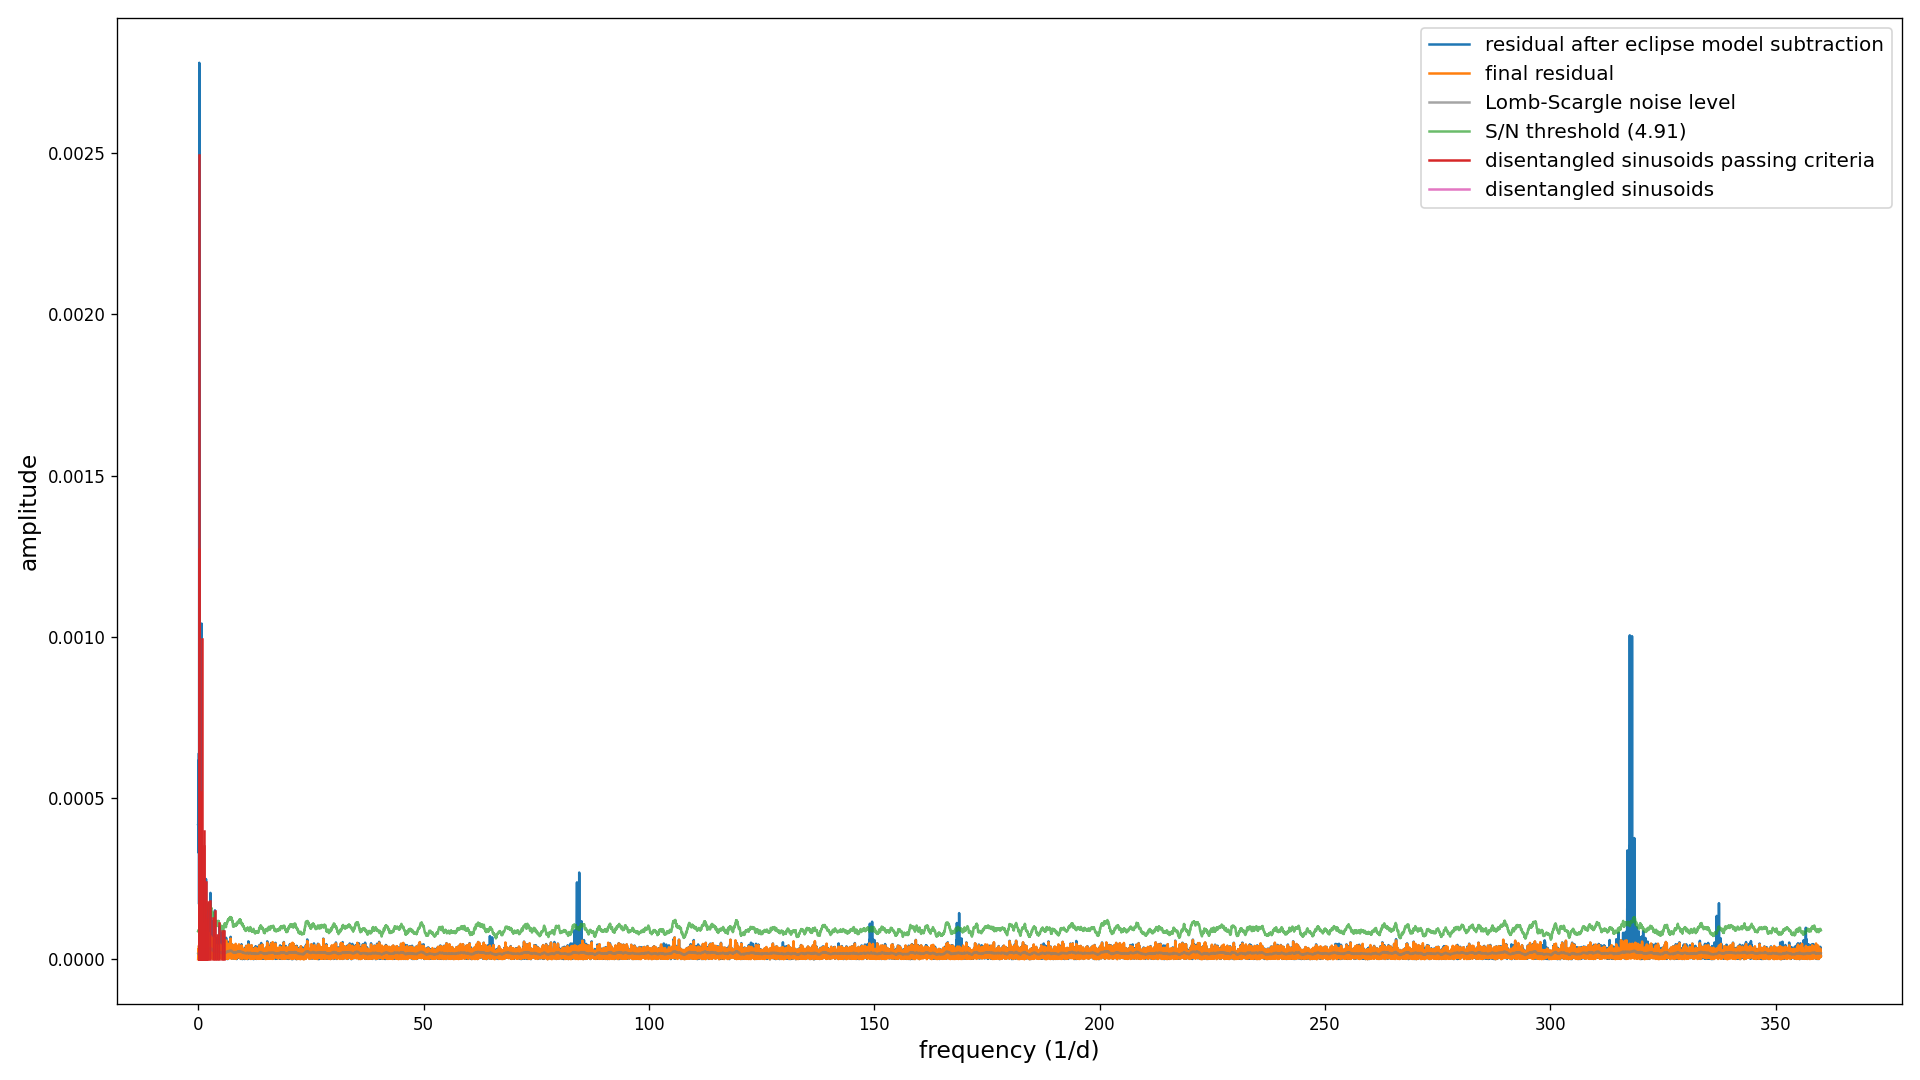 residual after eclipse model subtraction
final residual
Lomb-Scargle noise level
S/N threshold (4.91)
disentangled sinusoids passing criteria
disentangled sinusoids
0.0025
0.0020
0.0015
0.0010
0.0005
0.0000
amplitude
0 50 100 150 200 250 300 350
frequency (1/d)